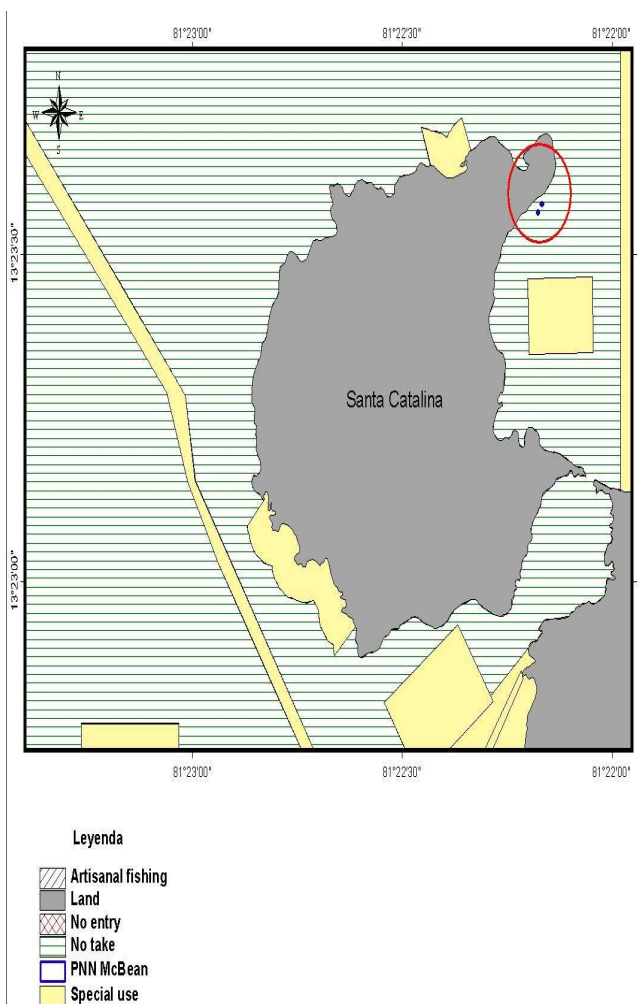 81°23'00"
81°22'30"
81°22'00"
N
W
E
S
13°23'30"
Santa Catalina
13°23'00"
81°23'00"
81°22'30"
81°22'00"
Leyenda
Artisanal fishing
Land
No entry
No take
PNN McBean
Special use